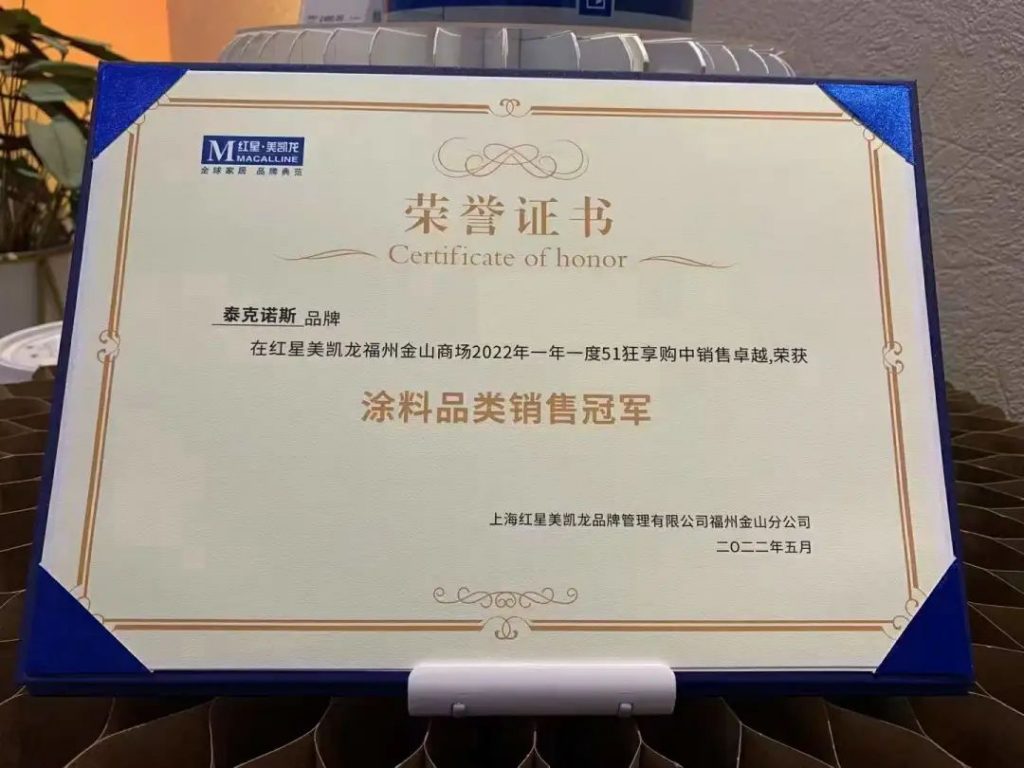 红星·美凯龙
MACALLINE
全球家居 品牌典范
荣誉证书
Certificate of honor
泰克诺斯 品牌
在红星美凯龙福州金山商场2022年一年一度51狂享购中销售卓越,荣获
涂料品类销售冠军
上海红星美凯龙品牌管理有限公司福州金山分公司
二〇二二年五月